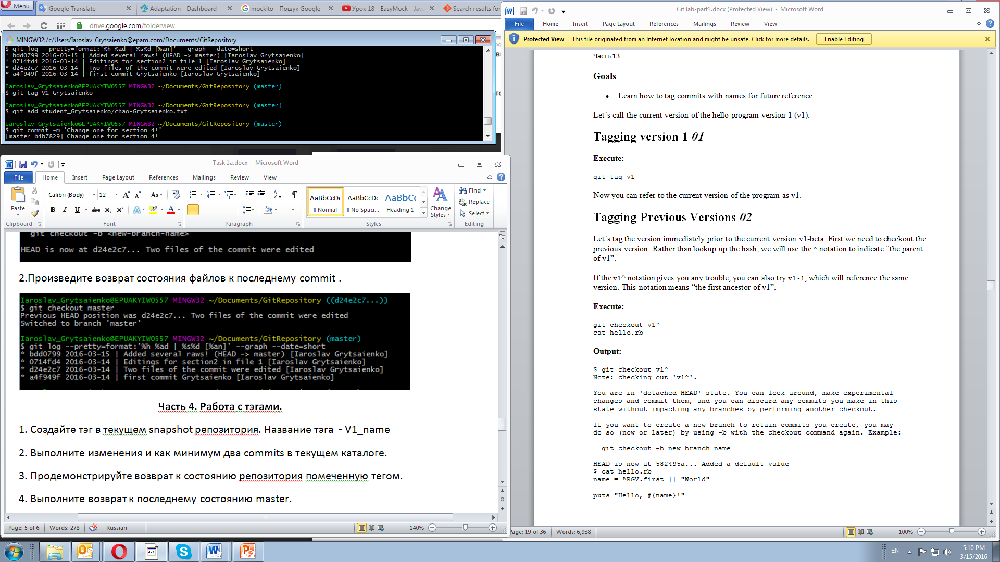 Menu
Google Translate
Adaptation - Dashboard
mockito - Пошук Google
Урок 18 - EasyMock - Java
Search results for
drive.google.com/folderview
MINGW32:/c/Users/Iaroslav_Grytsaienko@epam.com/Documents/GitRepository
$ git log --pretty=format:'%h %ad | %s%d [%an]' --graph --date=short
* bdd0799 2016-03-15 | Added several raws! (HEAD -> master) [Iaroslav Grytsaienko]
* 0714fd4 2016-03-14 | Editings for section2 in file 1 [Iaroslav Grytsaienko]
* d24e2c7 2016-03-14 | Two files of the commit were edited [Iaroslav Grytsaienko]
* a4f949f 2016-03-14 | first commit Grytsaienko [Iaroslav Grytsaienko]
Iaroslav_Grytsaienko@EPUAKYIW0557 MINGW32 ~/Documents/GitRepository (master)
$ git tag V1_Grytsaienko
Iaroslav_Grytsaienko@EPUAKYIW0557 MINGW32 ~/Documents/GitRepository (master)
$ git add student_Grytsaienko/chao-Grytsaienko.txt
Iaroslav_Grytsaienko@EPUAKYIW0557 MINGW32 ~/Documents/GitRepository (master)
$ git commit -m 'Change one for section 4!'
[master b4b7829] Change one for section 4!
Task 1a.docx - Microsoft Word
File Home Insert Page Layout References Mailings Review View
Calibri (Body) 12
Paste
Clipboard Font Paragraph Styles Editing
AaBbCcDc AaBbCcDc AaBbCc
¶ Normal ¶ No Spaci... Heading 1
Change Styles
Find
Replace
Select
git checkout -b <new-branch-name>
HEAD is now at d24e2c7... Two files of the commit were edited
2.Произведите возврат состояния файлов к последнему commit .
Iaroslav_Grytsaienko@EPUAKYIW0557 MINGW32 ~/Documents/GitRepository ((d24e2c7...))
$ git checkout master
Previous HEAD position was d24e2c7... Two files of the commit were edited
Switched to branch 'master'
Iaroslav_Grytsaienko@EPUAKYIW0557 MINGW32 ~/Documents/GitRepository (master)
$ git log --pretty=format:'%h %ad | %s%d [%an]' --graph --date=short
* bdd0799 2016-03-15 | Added several raws! (HEAD -> master) [Iaroslav Grytsaienko]
* 0714fd4 2016-03-14 | Editings for section2 in file 1 [Iaroslav Grytsaienko]
* d24e2c7 2016-03-14 | Two files of the commit were edited [Iaroslav Grytsaienko]
* a4f949f 2016-03-14 | first commit Grytsaienko [Iaroslav Grytsaienko]
Часть 4. Работа с тэгами.
1. Создайте тэг в текущем snapshot репозитория. Название тэга - V1_name
2. Выполните изменения и как минимум два commits в текущем каталоге.
3. Продемонстрируйте возврат к состоянию репозитория помеченную тегом.
4. Выполните возврат к последнему состоянию master.
Page: 5 of 6 Words: 278 Russian 140%
Git lab-part1.docx (Protected View) - Microsoft Word
File Home Insert Page Layout References Mailings Review View
Protected View This file originated from an Internet location and might be unsafe. Click for more details. Enable Editing
Часть 13
Goals
• Learn how to tag commits with names for future reference
Let’s call the current version of the hello program version 1 (v1).
Tagging version 1 01
Execute:
git tag v1
Now you can refer to the current version of the program as v1.
Tagging Previous Versions 02
Let’s tag the version immediately prior to the current version v1-beta. First we need to checkout the
previous version. Rather than lookup up the hash, we will use the ^ notation to indicate “the parent
of v1”.
If the v1^ notation gives you any trouble, you can also try v1~1, which will reference the same
version. This notation means “the first ancestor of v1”.
Execute:
git checkout v1^
cat hello.rb
Output:
$ git checkout v1^
Note: checking out 'v1^'.
You are in 'detached HEAD' state. You can look around, make experimental
changes and commit them, and you can discard any commits you make in this
state without impacting any branches by performing another checkout.
If you want to create a new branch to retain commits you create, you may
do so (now or later) by using -b with the checkout command again. Example:
git checkout -b new_branch_name
HEAD is now at 582495a... Added a default value
$ cat hello.rb
name = ARGV.first || "World"
puts "Hello, #{name}!"
Page: 19 of 36 Words: 6,938 100%
EN
5:10 PM
3/15/2016